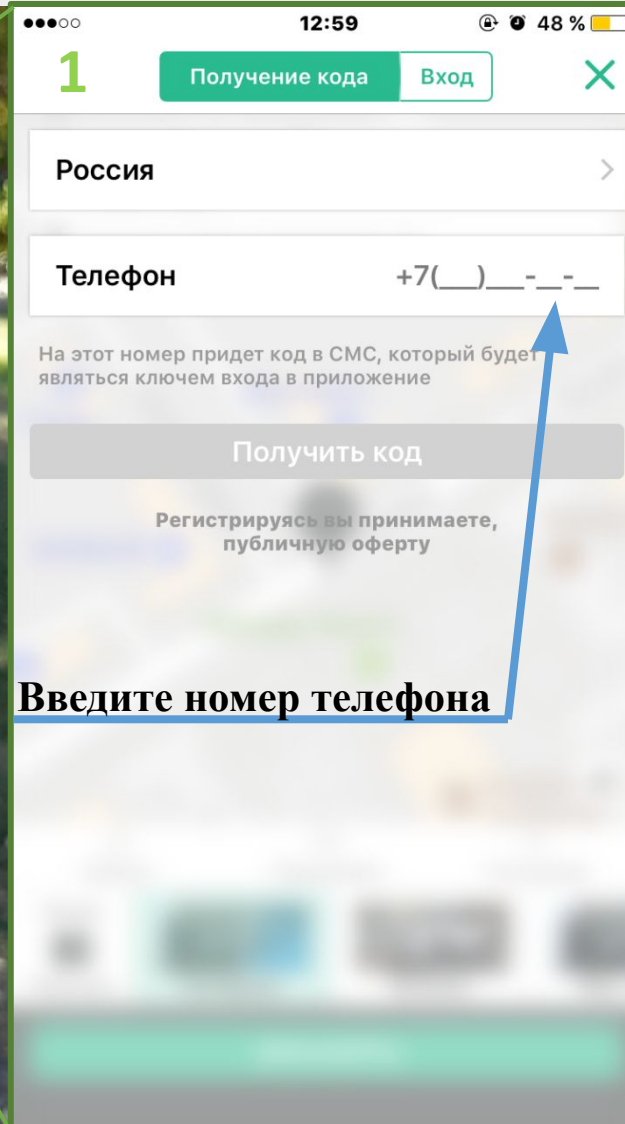 12:59
48 %
1
Получение кода
Вход
Россия
Телефон
+7(___)___-__-__
На этот номер придет код в СМС, который будет
являться ключем входа в приложение
Получить код
Регистрируясь вы принимаете,
публичную оферту
Введите номер телефона